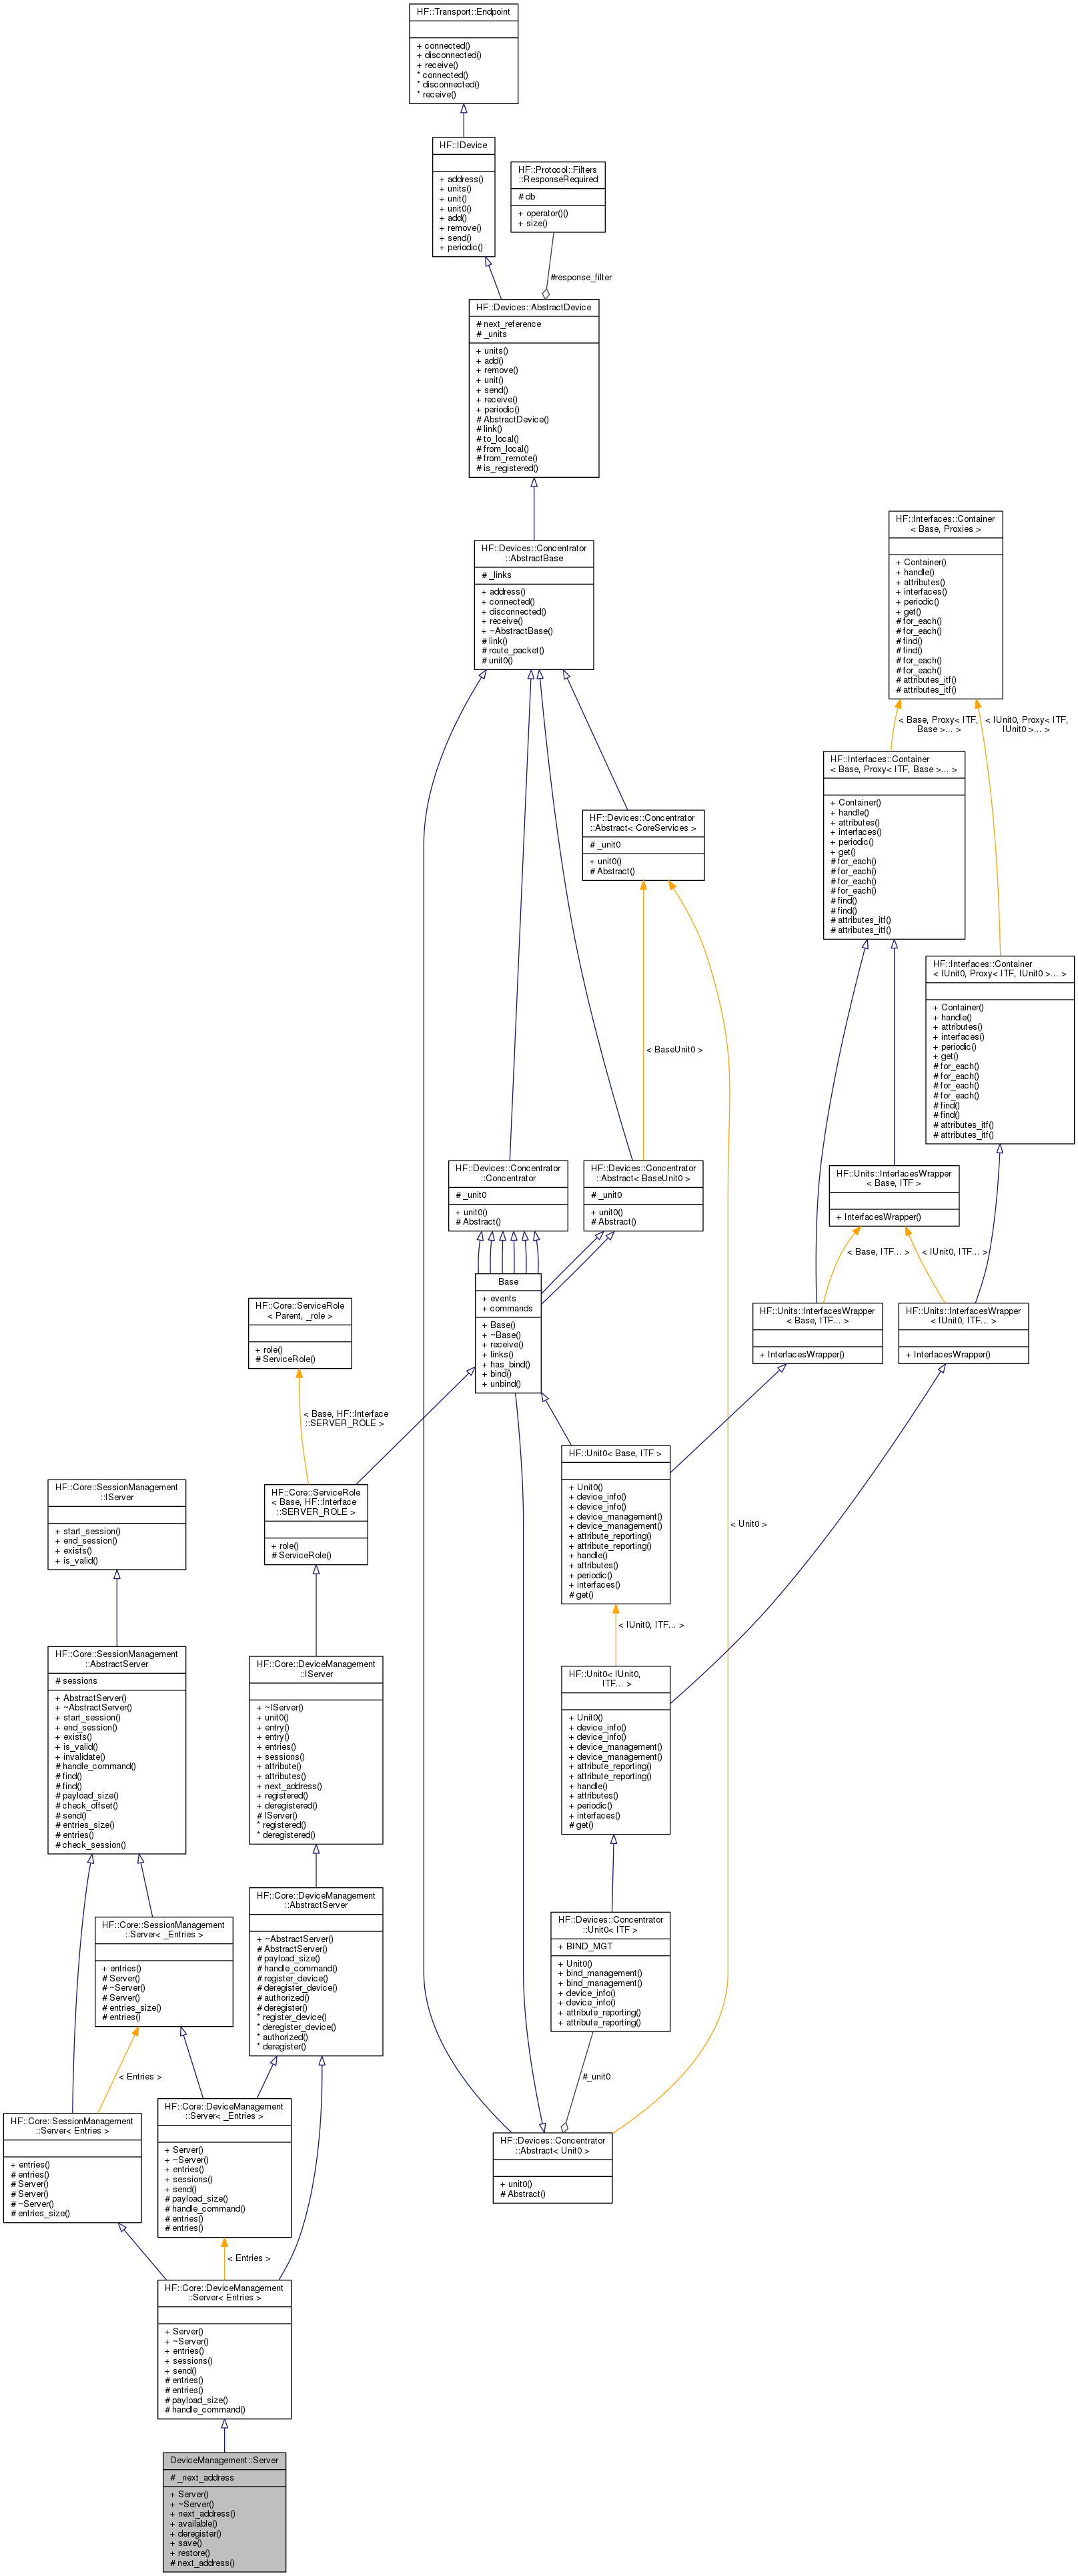 HF::Transport::Endpoint
+ connected()
+ disconnected()
+ receive()
* connected()
* disconnected()
* receive()
HF::IDevice
+ address()
+ units()
+ unit()
+ unit0()
+ add()
+ remove()
+ send()
+ periodic()
HF::Protocol::Filters
::ResponseRequired
# db
+ operator()()
+ size()
#response_filter
HF::Devices::AbstractDevice
# next_reference
# _units
+ units()
+ add()
+ remove()
+ unit()
+ send()
+ receive()
+ periodic()
# AbstractDevice()
# link()
# to_local()
# from_local()
# from_remote()
# is_registered()
HF::Devices::Concentrator
::AbstractBase
# _links
+ address()
+ connected()
+ disconnected()
+ receive()
+ ~AbstractBase()
# link()
# route_packet()
# unit0()
HF::Interfaces::Container
< Base, Proxies >
+ Container()
+ handle()
+ attributes()
+ interfaces()
+ periodic()
+ get()
# for_each()
# for_each()
# find()
# find()
# for_each()
# for_each()
# attributes_itf()
# attributes_itf()
< Base, Proxy< ITF,
Base >... >
< IUnit0, Proxy< ITF,
IUnit0 >... >
HF::Interfaces::Container
< Base, Proxy< ITF, Base >... >
+ Container()
+ handle()
+ attributes()
+ interfaces()
+ periodic()
+ get()
# for_each()
# for_each()
# for_each()
# for_each()
# find()
# find()
# attributes_itf()
# attributes_itf()
HF::Devices::Concentrator
::Abstract< CoreServices >
# _unit0
+ unit0()
# Abstract()
HF::Interfaces::Container
< IUnit0, Proxy< ITF, IUnit0 >... >
+ Container()
+ handle()
+ attributes()
+ interfaces()
+ periodic()
+ get()
# for_each()
# for_each()
# for_each()
# for_each()
# find()
# find()
# attributes_itf()
# attributes_itf()
< BaseUnit0 >
HF::Devices::Concentrator
::Concentrator
# _unit0
+ unit0()
# Abstract()
HF::Devices::Concentrator
::Abstract< BaseUnit0 >
# _unit0
+ unit0()
# Abstract()
HF::Units::InterfacesWrapper
< Base, ITF >
+ InterfacesWrapper()
< Base, ITF... >
< IUnit0, ITF... >
Base
+ events
+ commands
+ Base()
+ ~Base()
+ receive()
+ links()
+ has_bind()
+ bind()
+ unbind()
HF::Core::ServiceRole
< Parent, _role >
+ role()
# ServiceRole()
HF::Units::InterfacesWrapper
< Base, ITF... >
+ InterfacesWrapper()
HF::Units::InterfacesWrapper
< IUnit0, ITF... >
+ InterfacesWrapper()
< Base, HF::Interface
::SERVER_ROLE >
HF::Unit0< Base, ITF >
+ Unit0()
+ device_info()
+ device_info()
+ device_management()
+ device_management()
+ attribute_reporting()
+ attribute_reporting()
+ handle()
+ attributes()
+ periodic()
+ interfaces()
# get()
HF::Core::SessionManagement
::IServer
+ start_session()
+ end_session()
+ exists()
+ is_valid()
HF::Core::ServiceRole
< Base, HF::Interface
::SERVER_ROLE >
+ role()
# ServiceRole()
< Unit0 >
< IUnit0, ITF... >
HF::Core::SessionManagement
::AbstractServer
# sessions
+ AbstractServer()
+ ~AbstractServer()
+ start_session()
+ end_session()
+ exists()
+ is_valid()
+ invalidate()
# handle_command()
# find()
# find()
# payload_size()
# check_offset()
# send()
# entries_size()
# entries()
# check_session()
HF::Core::DeviceManagement
::IServer
+ ~IServer()
+ unit0()
+ entry()
+ entry()
+ entries()
+ sessions()
+ attribute()
+ attributes()
+ next_address()
+ registered()
+ deregistered()
# IServer()
* registered()
* deregistered()
HF::Unit0< IUnit0,
ITF... >
+ Unit0()
+ device_info()
+ device_info()
+ device_management()
+ device_management()
+ attribute_reporting()
+ attribute_reporting()
+ handle()
+ attributes()
+ periodic()
+ interfaces()
# get()
HF::Core::DeviceManagement
::AbstractServer
+ ~AbstractServer()
# AbstractServer()
# payload_size()
# handle_command()
# register_device()
# deregister_device()
# authorized()
# deregister()
* register_device()
* deregister_device()
* authorized()
* deregister()
HF::Core::SessionManagement
::Server< _Entries >
+ entries()
# Server()
# ~Server()
# Server()
# entries_size()
# entries()
HF::Devices::Concentrator
::Unit0< ITF >
+ BIND_MGT
+ Unit0()
+ bind_management()
+ bind_management()
+ device_info()
+ device_info()
+ attribute_reporting()
+ attribute_reporting()
< Entries >
#_unit0
HF::Core::SessionManagement
::Server< Entries >
+ entries()
# entries()
# Server()
# Server()
# ~Server()
# entries_size()
HF::Core::DeviceManagement
::Server< _Entries >
+ Server()
+ ~Server()
+ entries()
+ sessions()
+ send()
# payload_size()
# handle_command()
# entries()
# entries()
HF::Devices::Concentrator
::Abstract< Unit0 >
+ unit0()
# Abstract()
< Entries >
HF::Core::DeviceManagement
::Server< Entries >
+ Server()
+ ~Server()
+ entries()
+ sessions()
+ send()
# entries()
# entries()
# payload_size()
# handle_command()
DeviceManagement::Server
# _next_address
+ Server()
+ ~Server()
+ next_address()
+ available()
+ deregister()
+ save()
+ restore()
# next_address()